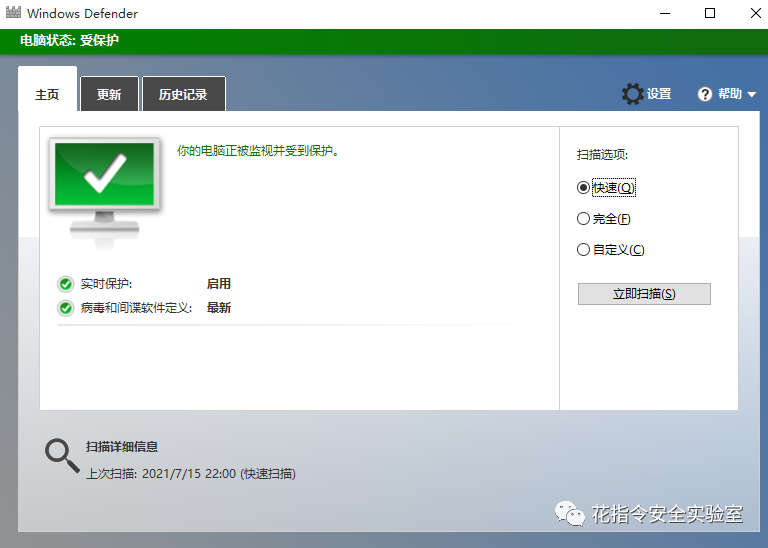 Windows Defender
电脑状态: 受保护
主页
更新
历史记录
设置
帮助
你的电脑正被监视并受到保护。
实时保护: 启用
病毒和间谍软件定义: 最新
扫描选项:
快速(Q)
完全(F)
自定义(C)
立即扫描(S)
扫描详细信息
上次扫描: 2021/7/15 22:00 (快速扫描)
花指令安全实验室